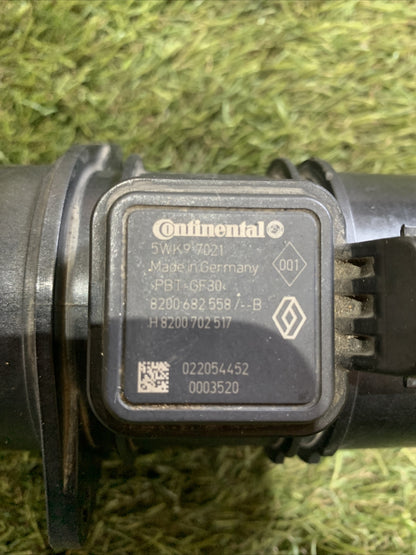 Continental
5WK9 7021
Made in Germany
001
PBT-GF30
8200 682 558 /--B
H 8200 702 517
022054452
0003520